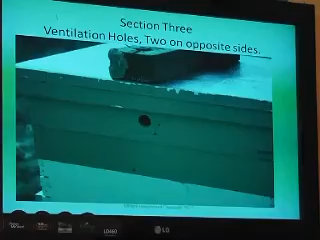 Section Three
Ventilation Holes, Two on opposite sides.
LG